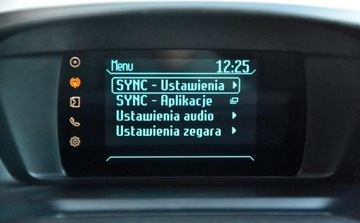 Menu 12:25
SYNC - Ustawienia
SYNC - Aplikacje
Ustawienia audio
Ustawienia zegara